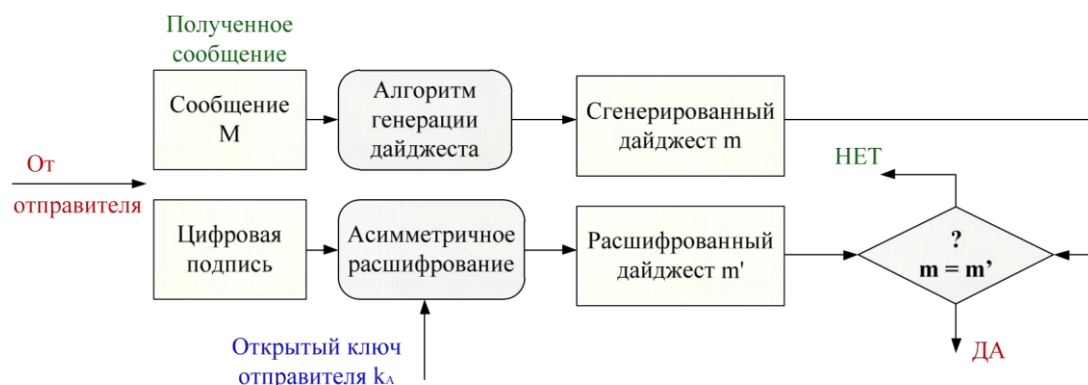 Полученное
сообщение
Сообщение
М
Алгоритм
генерации
дайджеста
Сгенерированный
дайджест m
НЕТ
От
отправителя
Цифровая
подпись
Асимметричное
расшифрование
Расшифрованный
дайджест m'
?
m = m’
Открытый ключ
отправителя kА
ДА